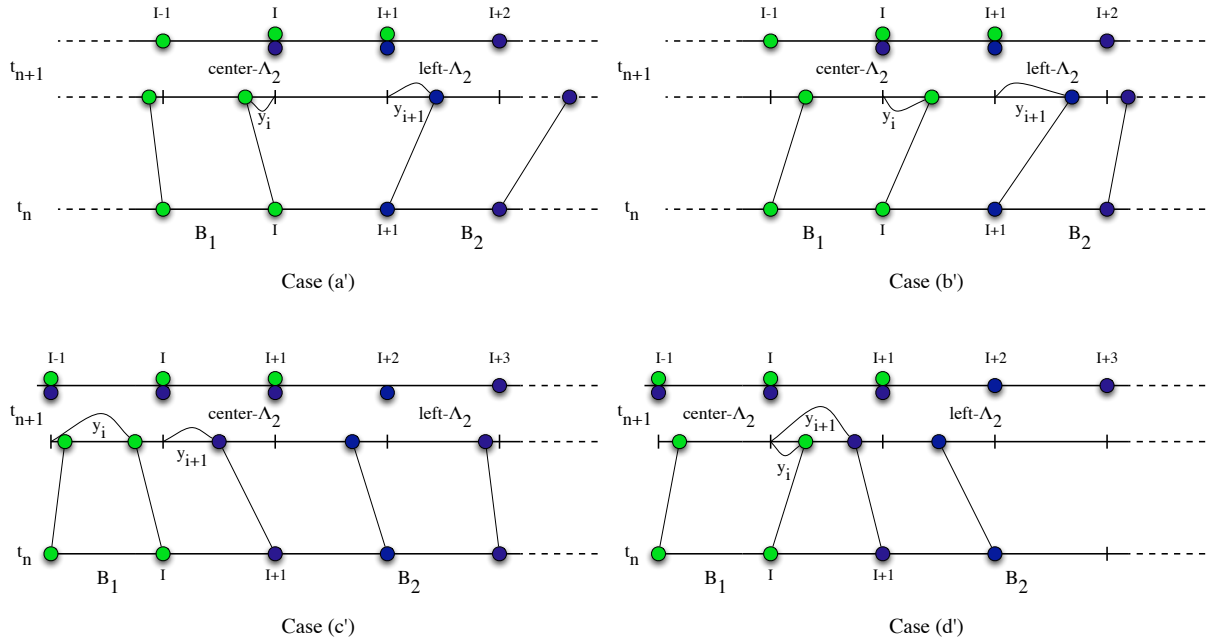 I-1 I I+1 I+2
t_{n+1} center-Λ_2 left-Λ_2
y_i y_{i+1}
t_n
B_1 I I+1 B_2
Case (a')
I-1 I I+1 I+2
t_{n+1} center-Λ_2 left-Λ_2
y_i y_{i+1}
t_n
B_1 I I+1 B_2
Case (b')
I-1 I I+1 I+2 I+3
t_{n+1} center-Λ_2 left-Λ_2
y_i y_{i+1}
t_n
B_1 I I+1 B_2
Case (c')
I-1 I I+1 I+2 I+3
t_{n+1} center-Λ_2 left-Λ_2
y_{i+1}
y_i
t_n
B_1 I I+1 B_2
Case (d')